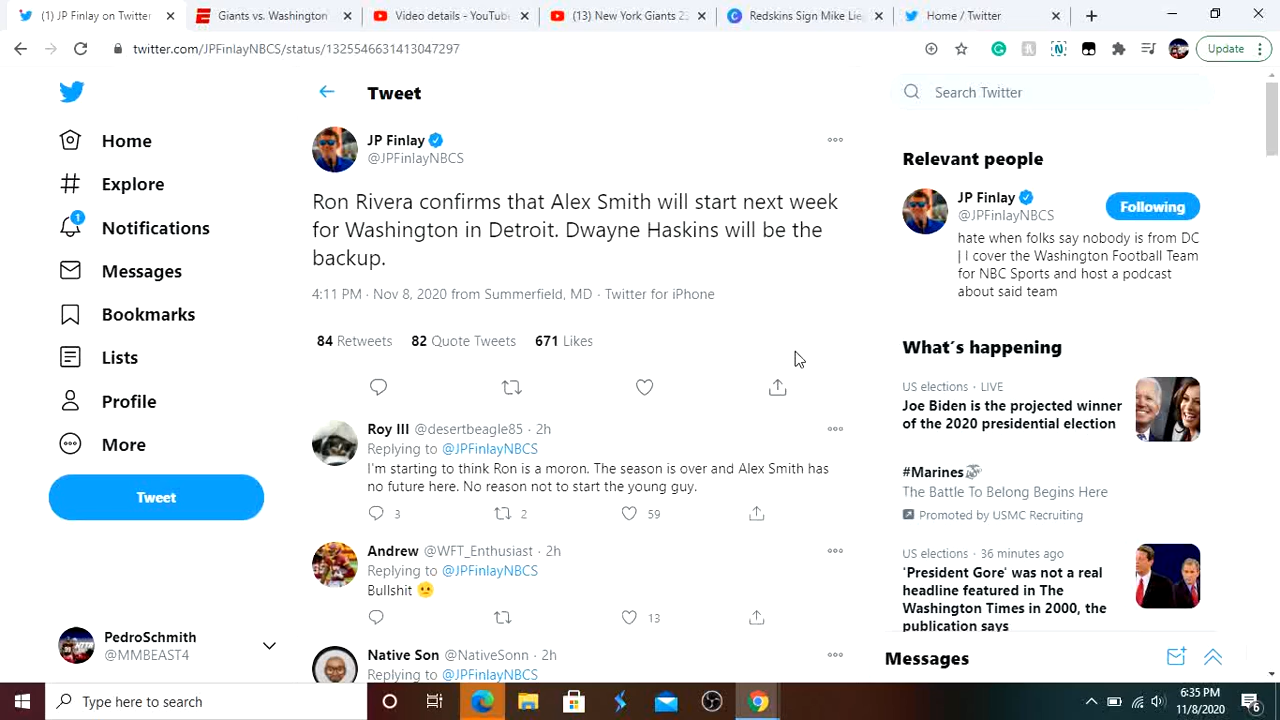 (1) JP Finlay on Twitter
Giants vs. Washington
Video details - YouTube
(13) New York Giants 23
Redskins Sign Mike Lie
Home / Twitter
twitter.com/JPFinlayNBCS/status/1325546631413047297
Update
Tweet
Search Twitter
Home
Explore
1
Notifications
Messages
Bookmarks
Lists
Profile
More
Tweet
PedroSchmith
@MMBEAST4
JP Finlay
@JPFinlayNBCS
Ron Rivera confirms that Alex Smith will start next week
for Washington in Detroit. Dwayne Haskins will be the
backup.
4:11 PM · Nov 8, 2020 from Summerfield, MD · Twitter for iPhone
84 Retweets 82 Quote Tweets 671 Likes
Roy III @desertbeagle85 · 2h
Replying to @JPFinlayNBCS
I'm starting to think Ron is a moron. The season is over and Alex Smith has
no future here. No reason not to start the young guy.
3 2 59
Andrew @WFT_Enthusiast · 2h
Replying to @JPFinlayNBCS
Bullshit 😕
13
Native Son @NativeSonn · 2h
Replying to @JPFinlayNBCS
Relevant people
JP Finlay
@JPFinlayNBCS
Following
hate when folks say nobody is from DC
| I cover the Washington Football Team
for NBC Sports and host a podcast
about said team
What's happening
US elections · LIVE
Joe Biden is the projected winner
of the 2020 presidential election
#Marines
The Battle To Belong Begins Here
Promoted by USMC Recruiting
US elections · 36 minutes ago
'President Gore' was not a real
headline featured in The
Washington Times in 2000, the
publication says
Messages
Type here to search
6:35 PM
11/8/2020
6